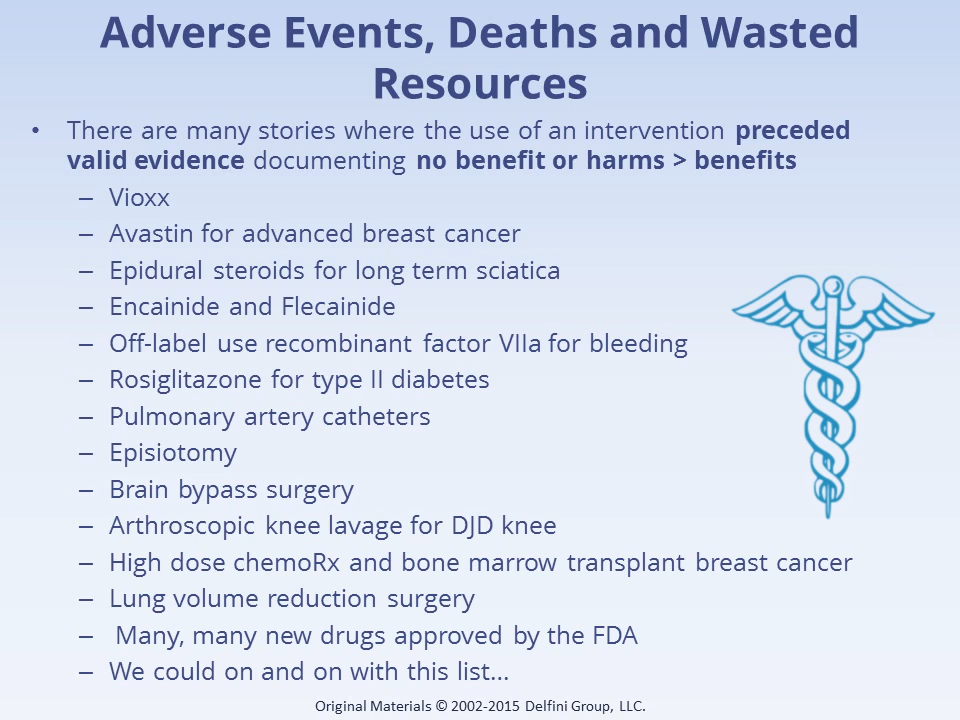 Adverse Events, Deaths and Wasted
Resources
• There are many stories where the use of an intervention preceded
valid evidence documenting no benefit or harms > benefits
– Vioxx
– Avastin for advanced breast cancer
– Epidural steroids for long term sciatica
– Encainide and Flecainide
– Off-label use recombinant factor VIIa for bleeding
– Rosiglitazone for type II diabetes
– Pulmonary artery catheters
– Episiotomy
– Brain bypass surgery
– Arthroscopic knee lavage for DJD knee
– High dose chemoRx and bone marrow transplant breast cancer
– Lung volume reduction surgery
– Many, many new drugs approved by the FDA
– We could on and on with this list...
Original Materials © 2002-2015 Delfini Group, LLC.